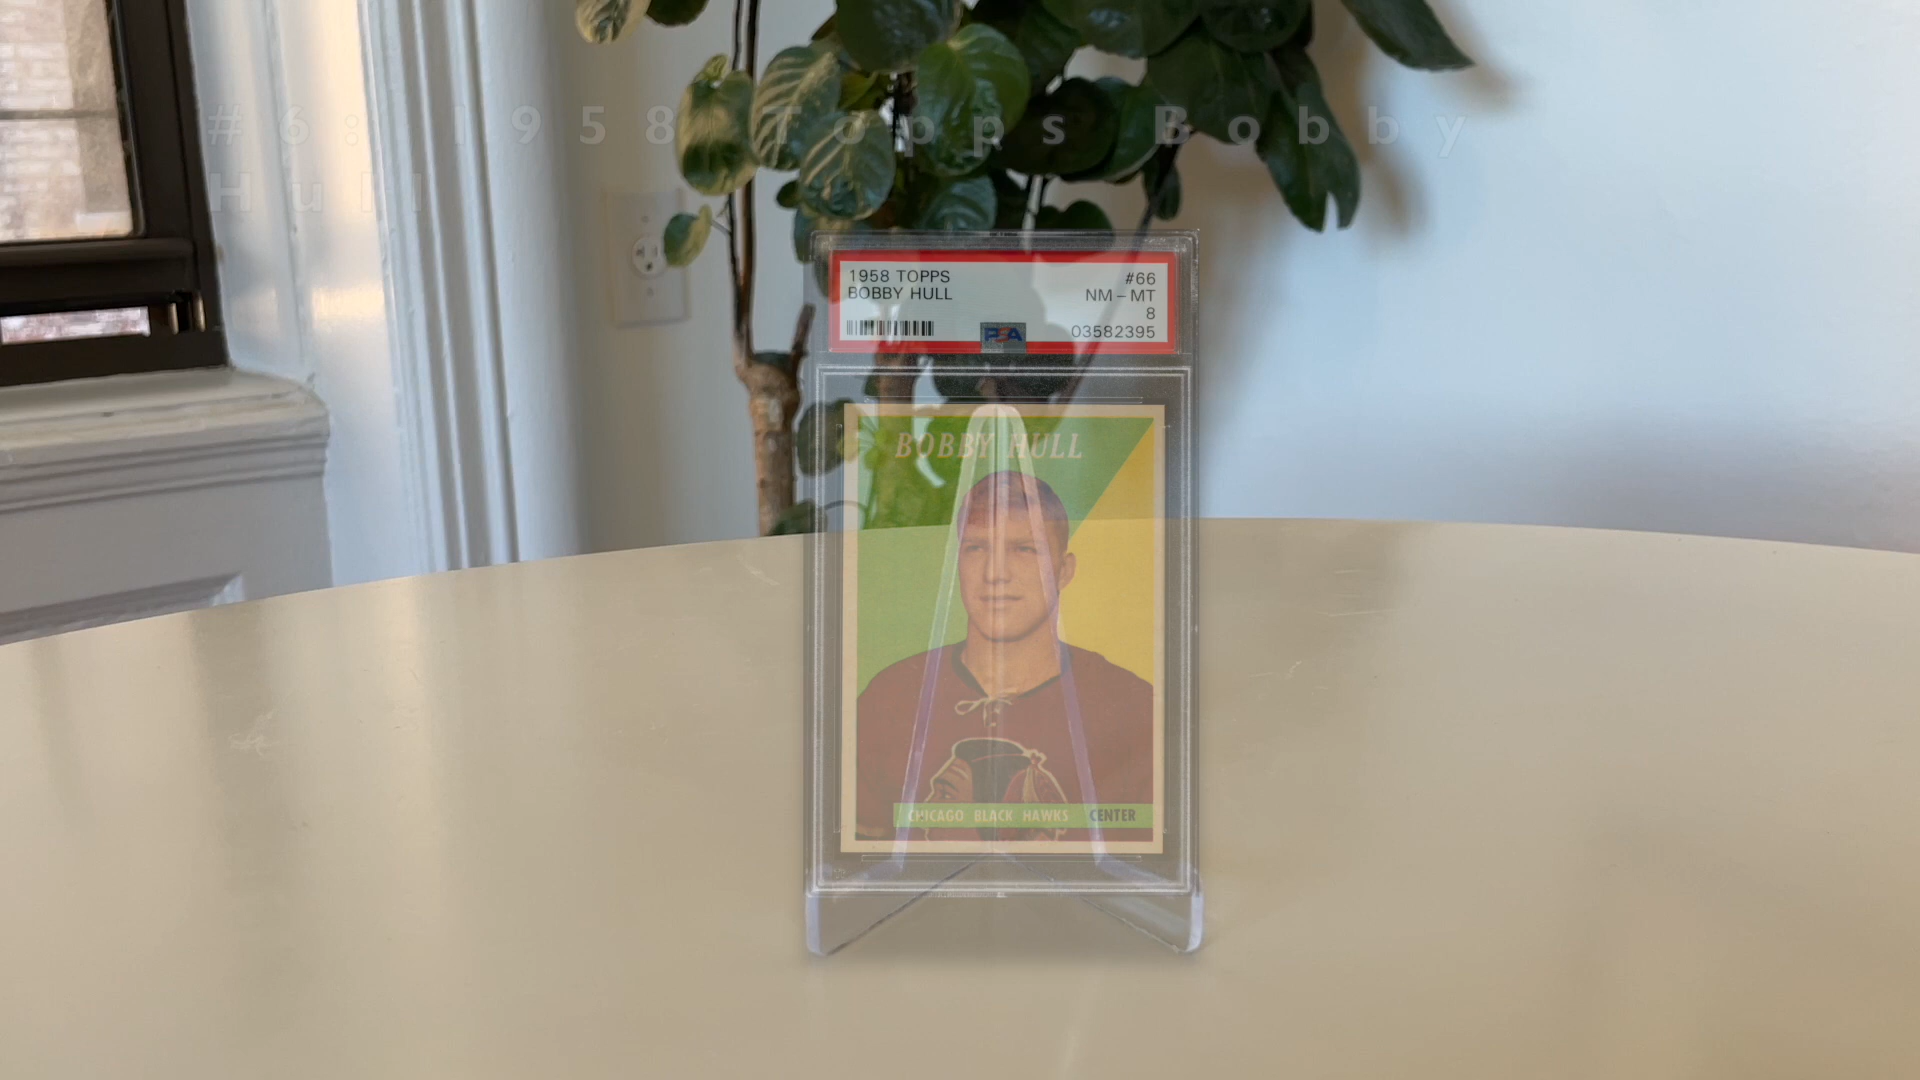 #6: 1958 Topps Bobby
Hull
1958 TOPPS #66
BOBBY HULL NM – MT
8
PSA 03582395
BOBBY HULL
CHICAGO BLACK HAWKS CENTER